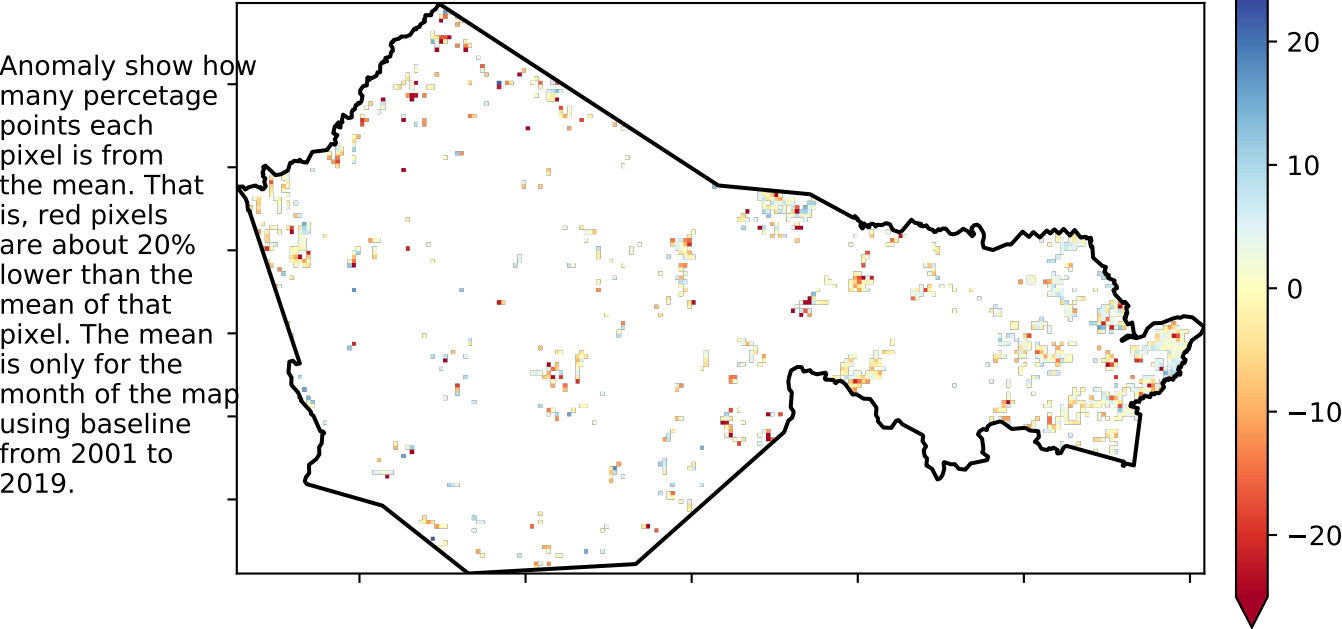 Anomaly show how
many percetage
points each
pixel is from
the mean. That
is, red pixels
are about 20%
lower than the
mean of that
pixel. The mean
is only for the
month of the map
using baseline
from 2001 to
2019.
20
10
0
−10
−20